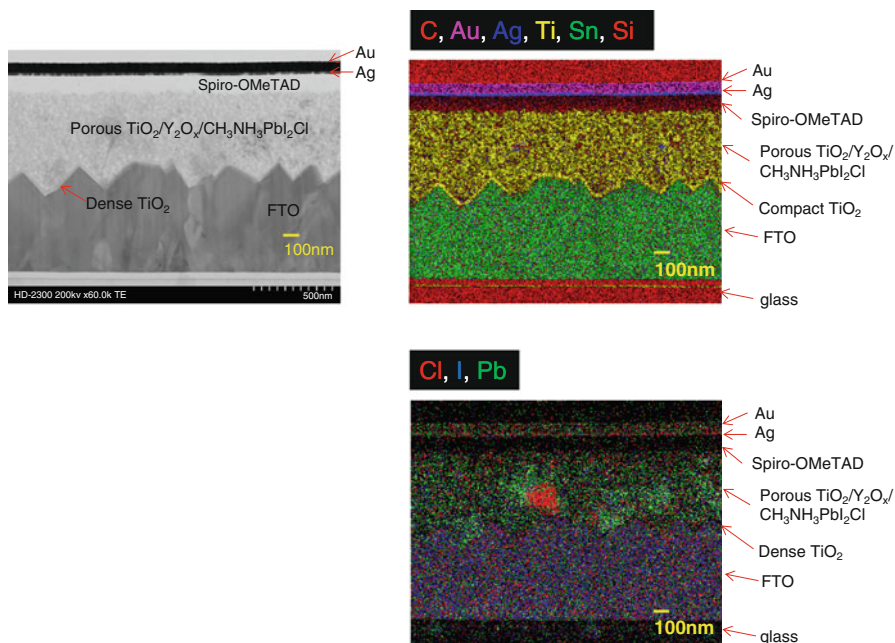 Au
Ag
Spiro-OMeTAD
Porous TiO₂/Y₂Oₓ/CH₃NH₃PbI₂Cl
Dense TiO₂
FTO
100nm
HD-2300 200kv x60.0k TE
500nm
C, Au, Ag, Ti, Sn, Si
Au
Ag
Spiro-OMeTAD
Porous TiO₂/Y₂Oₓ/
CH₃NH₃PbI₂Cl
Compact TiO₂
FTO
100nm
glass
Cl, I, Pb
Au
Ag
Spiro-OMeTAD
Porous TiO₂/Y₂Oₓ/
CH₃NH₃PbI₂Cl
Dense TiO₂
FTO
100nm
glass